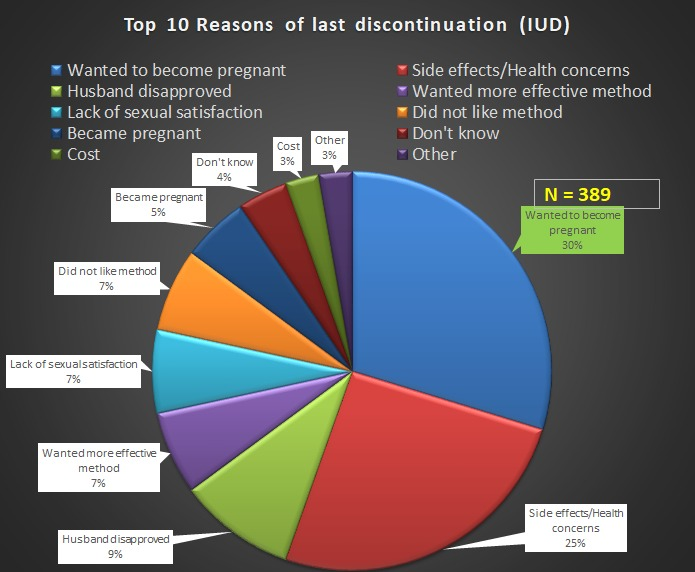 Top 10 Reasons of last discontinuation (IUD)
Wanted to become pregnant
Side effects/Health concerns
Husband disapproved
Wanted more effective method
Lack of sexual satisfaction
Did not like method
Became pregnant
Don't know
Cost
Other
N = 389
Wanted to become
pregnant
30%
Side effects/Health
concerns
25%
Husband disapproved
9%
Wanted more effective
method
7%
Lack of sexual satisfaction
7%
Did not like method
7%
Became pregnant
5%
Don't know
4%
Cost
3%
Other
3%